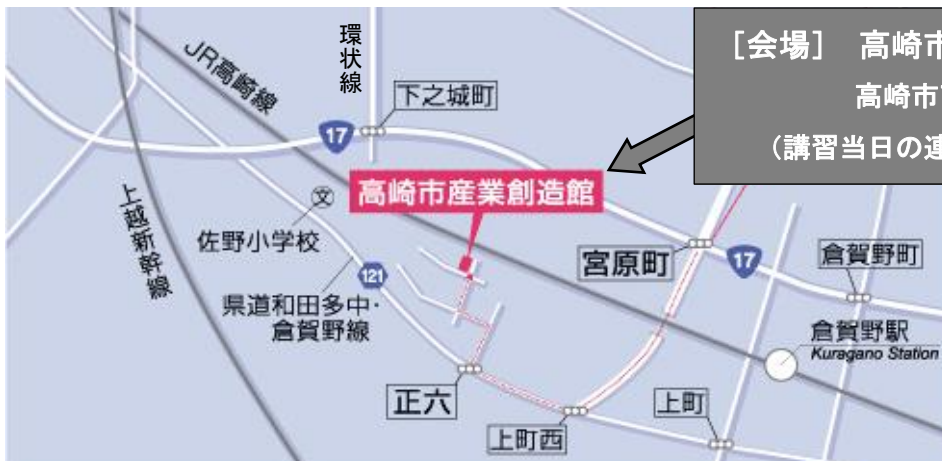 [会場] 高崎市
高崎市
(講習当日の連
環状線
JR高崎線
下之城町
17
高崎市産業創造館
上越新幹線
文
佐野小学校
121
県道和田多中・
倉賀野線
宮原町
17
倉賀野町
倉賀野駅
Kuragano Station
正六
上町
上町西